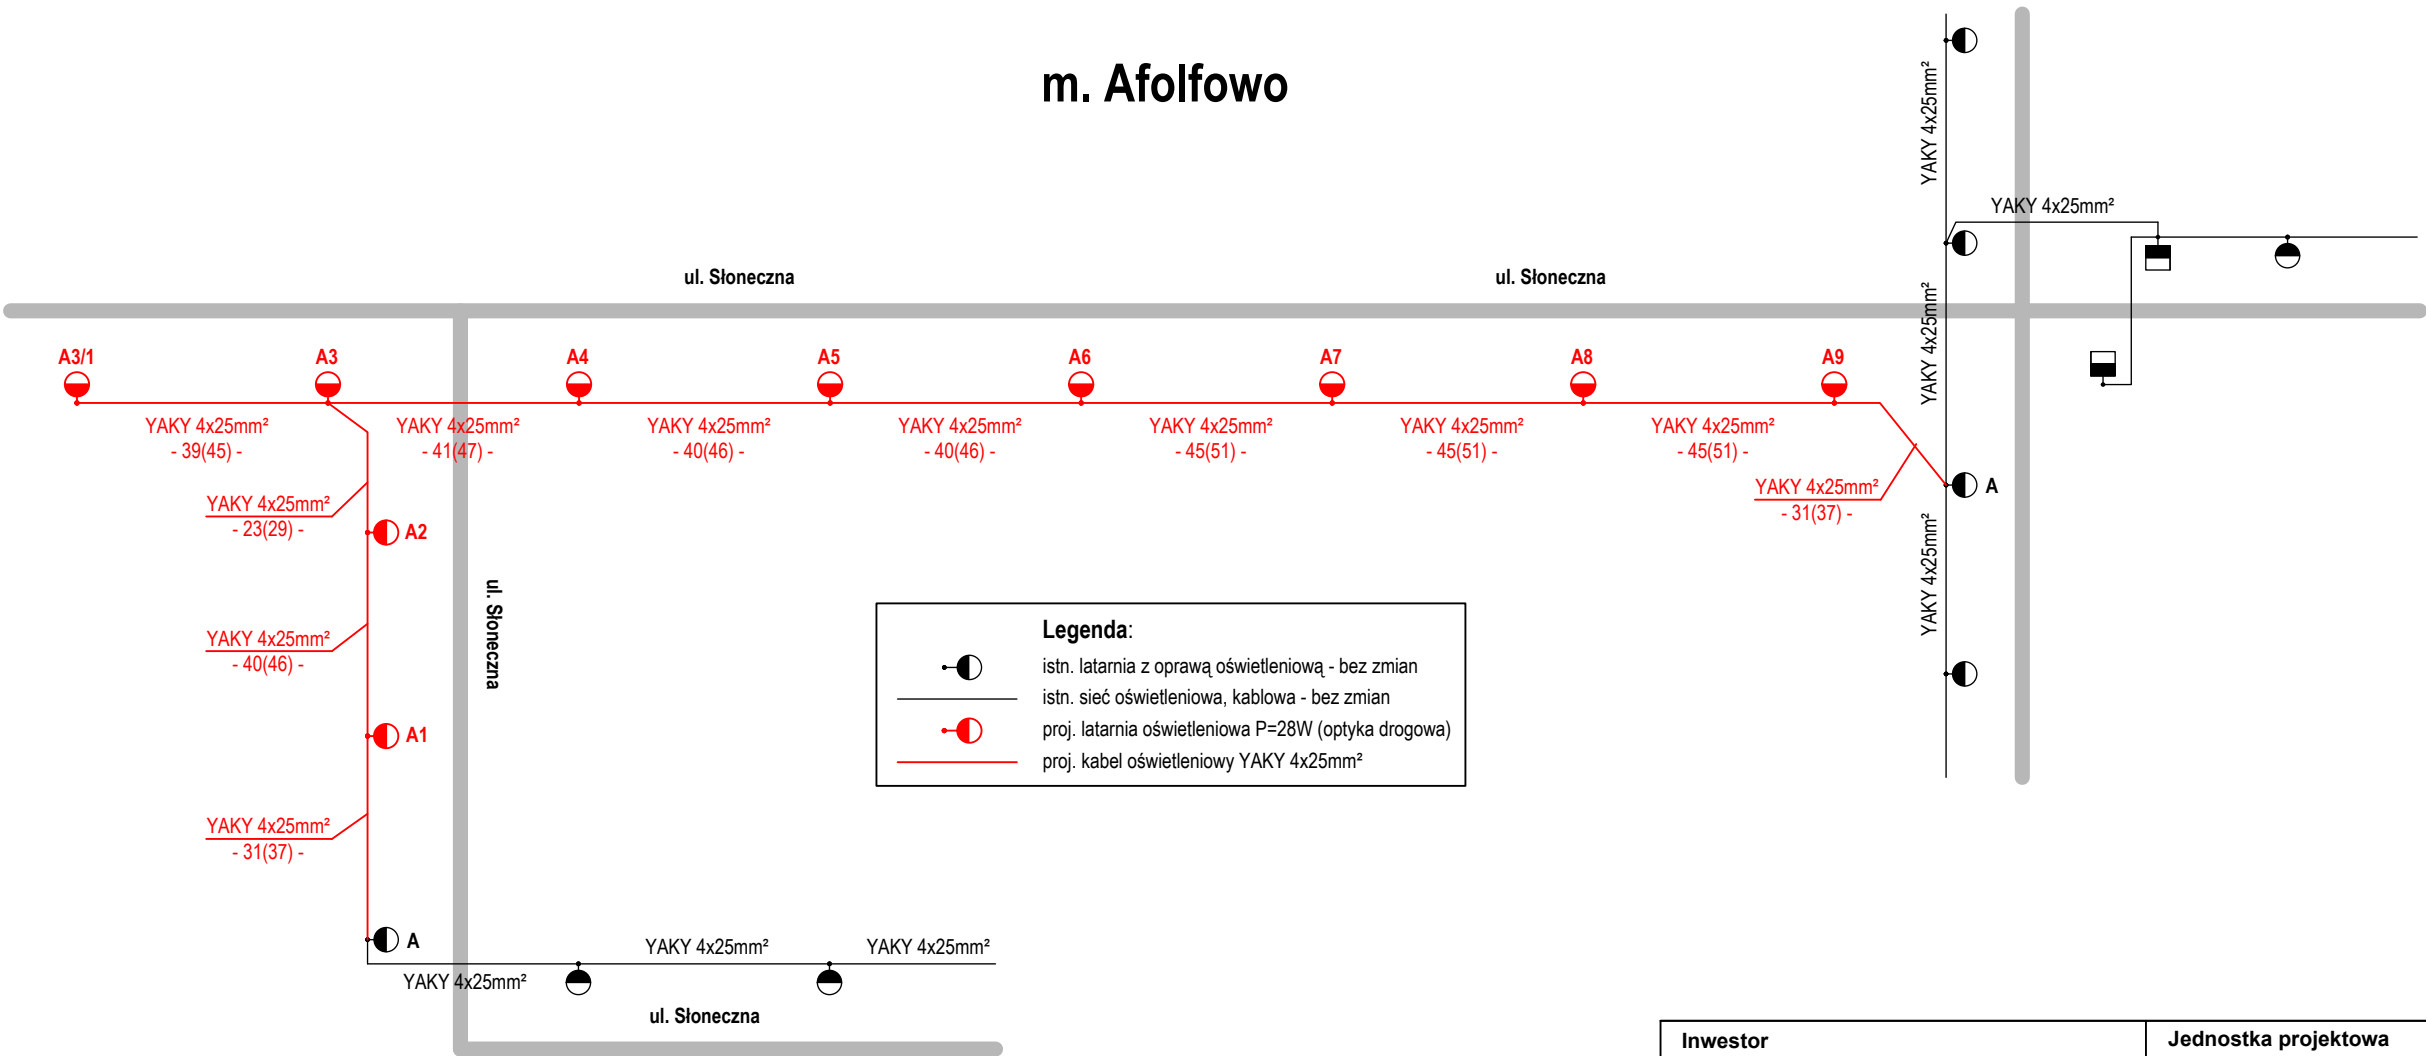 m. Afolfowo
YAKY 4x25mm²
YAKY 4x25mm²
ul. Słoneczna
ul. Słoneczna
YAKY 4x25mm²
A3/1
A3
A4
A5
A6
A7
A8
A9
YAKY 4x25mm²
- 39(45) -
YAKY 4x25mm²
- 41(47) -
YAKY 4x25mm²
- 40(46) -
YAKY 4x25mm²
- 40(46) -
YAKY 4x25mm²
- 45(51) -
YAKY 4x25mm²
- 45(51) -
YAKY 4x25mm²
- 45(51) -
YAKY 4x25mm²
- 31(37) -
A
YAKY 4x25mm²
YAKY 4x25mm²
- 23(29) -
A2
ul. Słoneczna
YAKY 4x25mm²
- 40(46) -
A1
YAKY 4x25mm²
- 31(37) -
Legenda:
istn. latarnia z oprawą oświetleniową - bez zmian
istn. sieć oświetleniowa, kablowa - bez zmian
proj. latarnia oświetleniowa P=28W (optyka drogowa)
proj. kabel oświetleniowy YAKY 4x25mm²
A
YAKY 4x25mm²
YAKY 4x25mm²
YAKY 4x25mm²
ul. Słoneczna
Inwestor
Jednostka projektowa